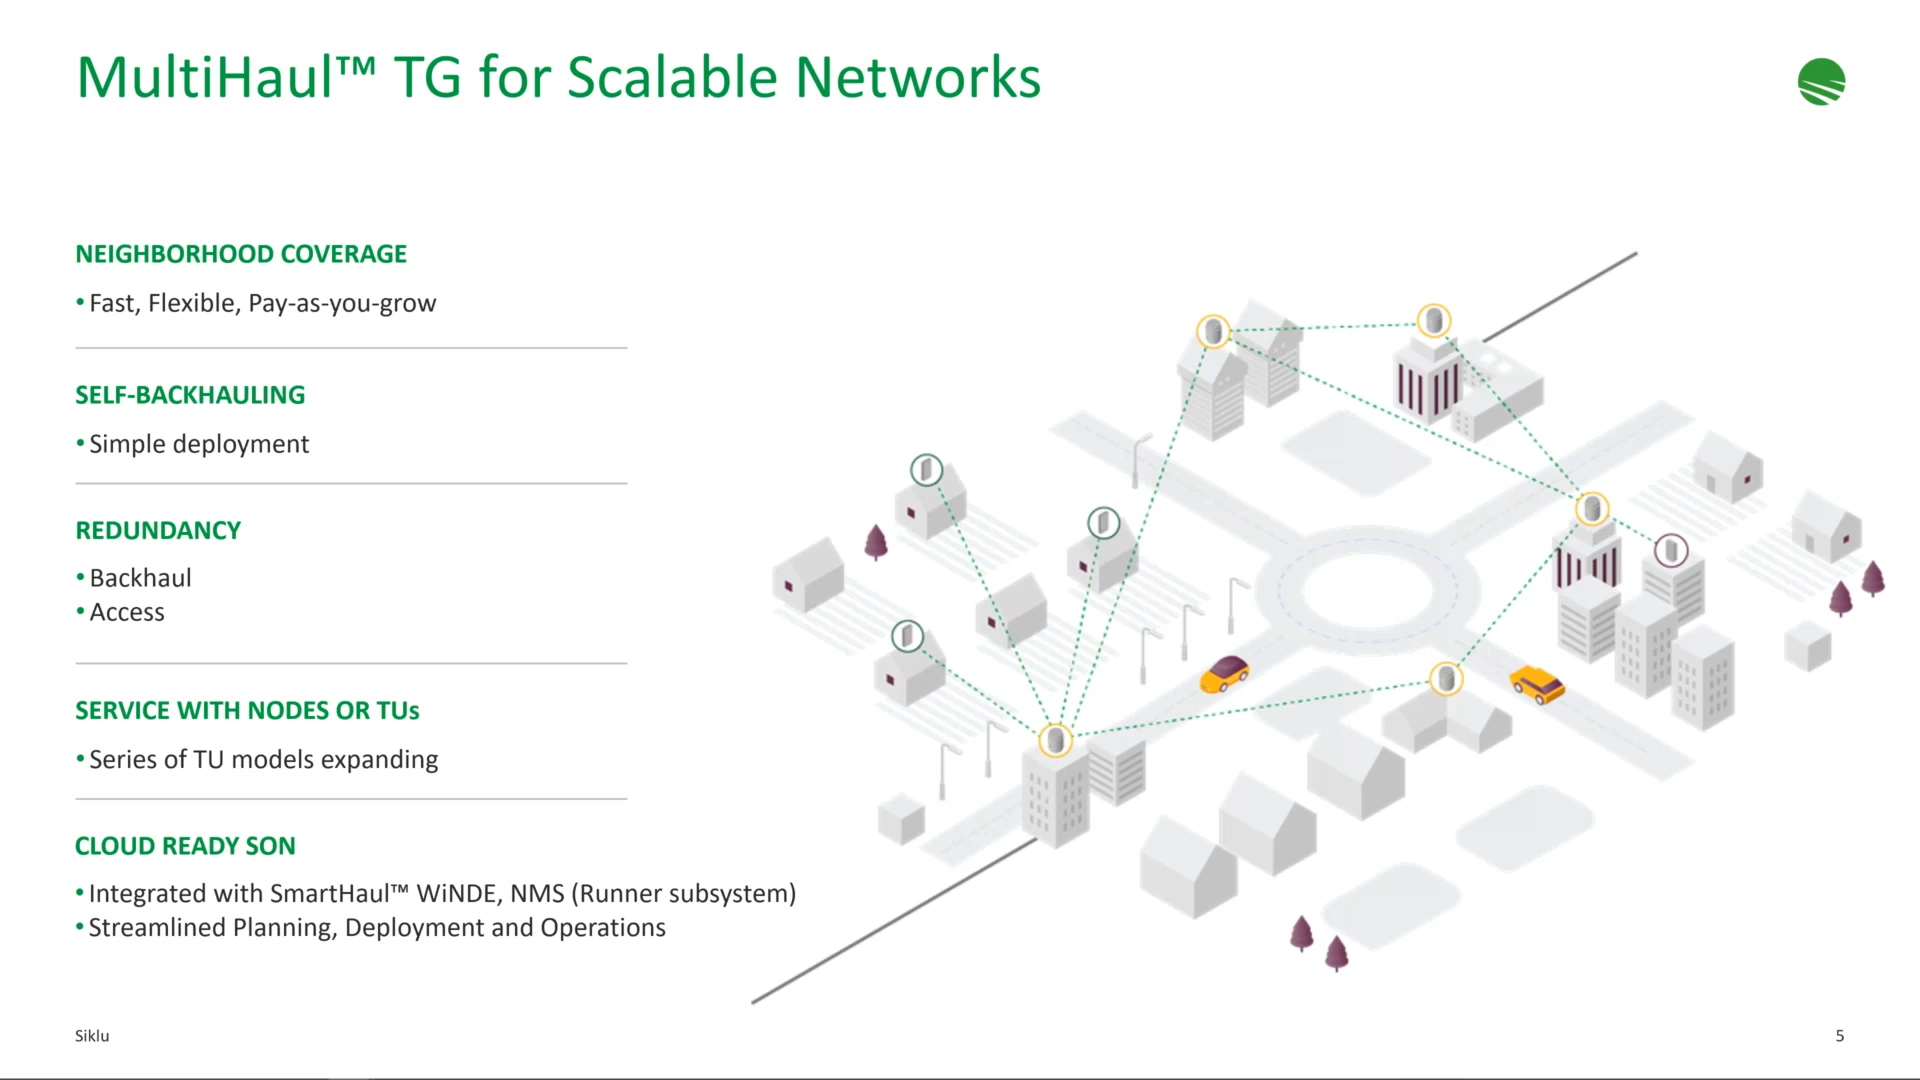 MultiHaul™ TG for Scalable Networks
NEIGHBORHOOD COVERAGE
• Fast, Flexible, Pay-as-you-grow
SELF-BACKHAULING
• Simple deployment
REDUNDANCY
• Backhaul
• Access
SERVICE WITH NODES OR TUs
• Series of TU models expanding
CLOUD READY SON
• Integrated with SmartHaul™ WiNDE, NMS (Runner subsystem)
• Streamlined Planning, Deployment and Operations
Siklu
5